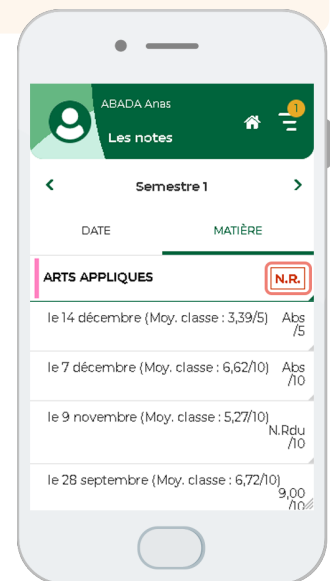 ABADA Anas
1
Les notes
Semestre 1
DATE MATIÈRE
ARTS APPLIQUES N.R.
le 14 décembre (Moy. classe : 3,39/5) Abs
/5
le 7 décembre (Moy. classe : 6,62/10) Abs
/10
le 9 novembre (Moy. classe : 5,27/10)
N.Rdu
/10
le 28 septembre (Moy. classe : 6,72/10)
9,00
/10